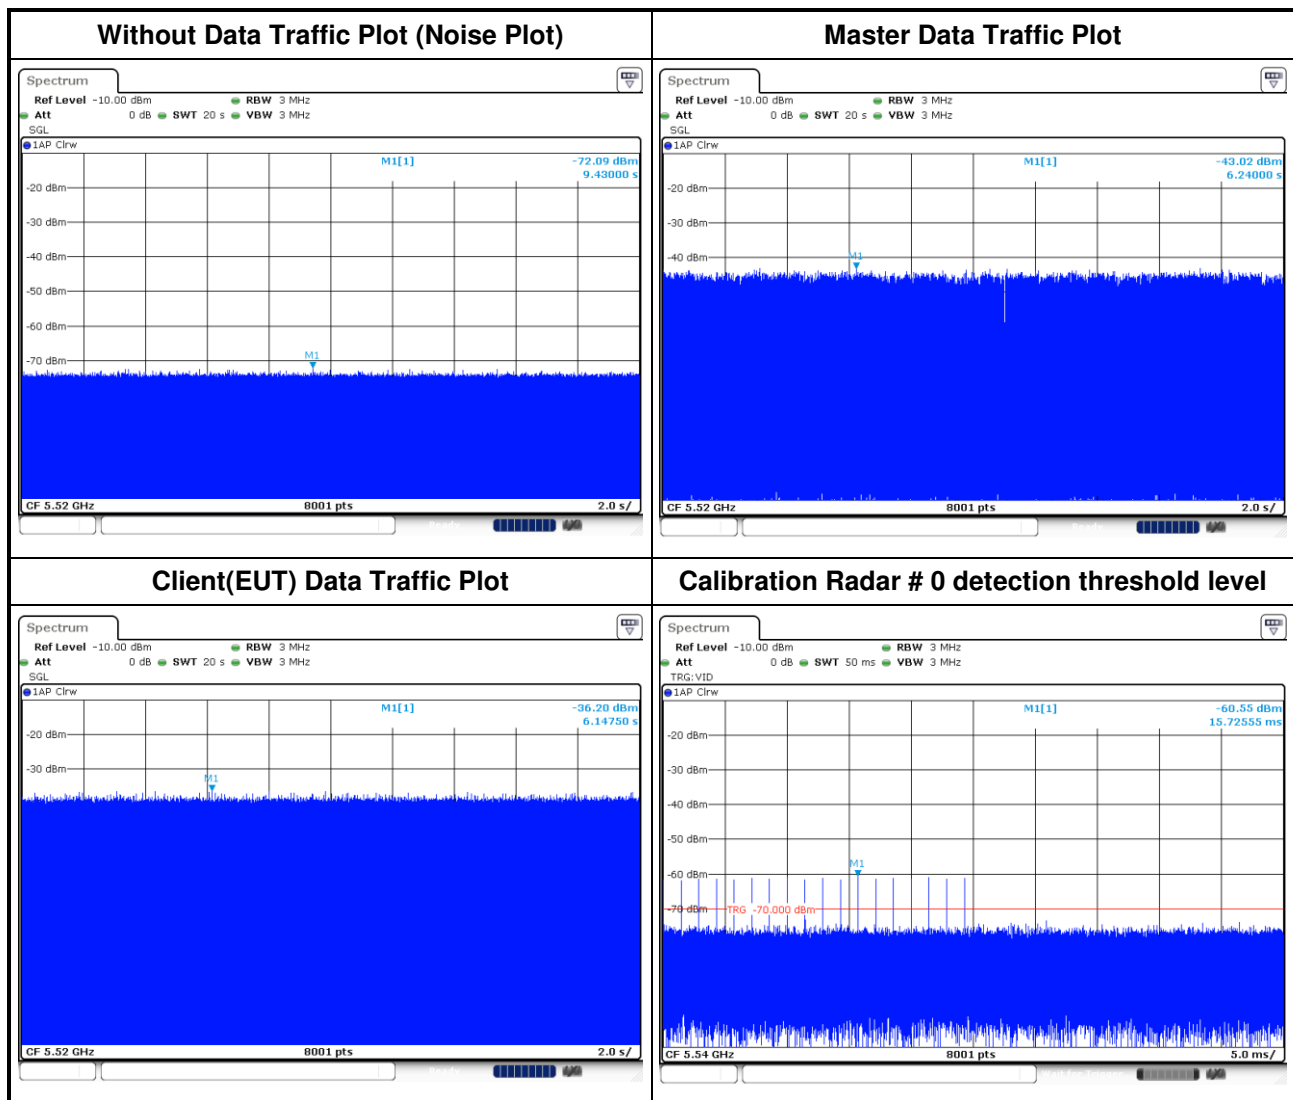 Without Data Traffic Plot (Noise Plot)
Master Data Traffic Plot
Spectrum
Ref Level -10.00 dBm RBW 3 MHz
Att 0 dB SWT 20 s VBW 3 MHz
SGL
1AP Clrw
M1[1] -72.09 dBm
9.43000 s
-20 dBm
-30 dBm
-40 dBm
-50 dBm
-60 dBm
M1
-70 dBm
CF 5.52 GHz 8001 pts 2.0 s/
Ready
Spectrum
Ref Level -10.00 dBm RBW 3 MHz
Att 0 dB SWT 20 s VBW 3 MHz
SGL
1AP Clrw
M1[1] -43.02 dBm
6.24000 s
-20 dBm
-30 dBm
-40 dBm
M1
CF 5.52 GHz 8001 pts 2.0 s/
Ready
Client(EUT) Data Traffic Plot
Calibration Radar # 0 detection threshold level
Spectrum
Ref Level -10.00 dBm RBW 3 MHz
Att 0 dB SWT 20 s VBW 3 MHz
SGL
1AP Clrw
M1[1] -36.20 dBm
6.14750 s
-20 dBm
-30 dBm
M1
CF 5.52 GHz 8001 pts 2.0 s/
Ready
Spectrum
Ref Level -10.00 dBm RBW 3 MHz
Att 0 dB SWT 50 ms VBW 3 MHz
TRG:VID
1AP Clrw
M1[1] -60.55 dBm
15.72555 ms
-20 dBm
-30 dBm
-40 dBm
-50 dBm
M1
-60 dBm
-70 dBm TRG -70.000 dBm
CF 5.54 GHz 8001 pts 5.0 ms/
Wait for Trigger